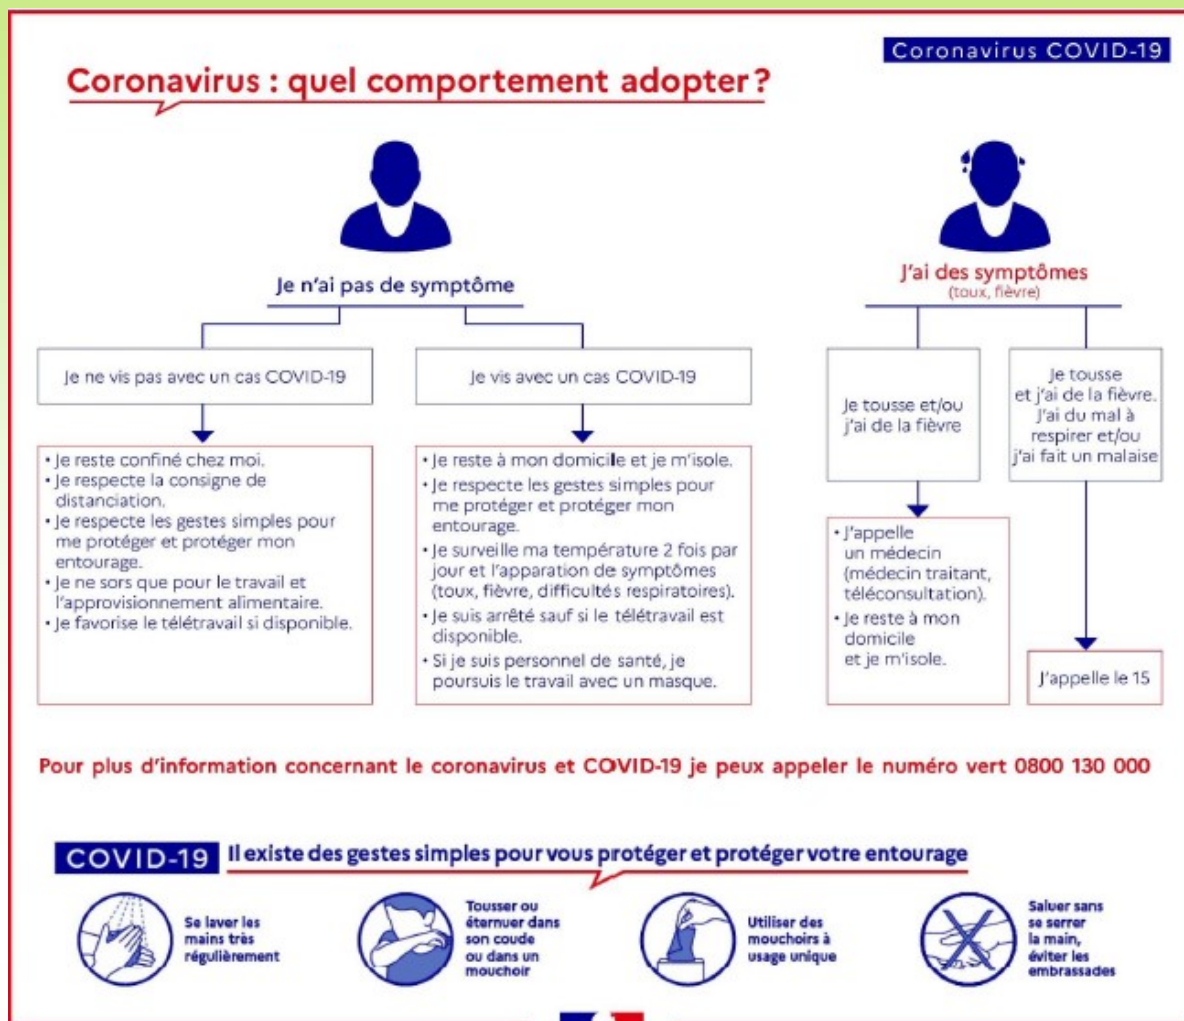 Coronavirus COVID-19
Coronavirus : quel comportement adopter ?
Je n'ai pas de symptôme
Je ne vis pas avec un cas COVID-19
• Je reste confiné chez moi.
• Je respecte la consigne de
distanciation.
• Je respecte les gestes simples pour
me protéger et protéger mon
entourage.
• Je ne sors que pour le travail et
l'approvisionnement alimentaire.
• Je favorise le télétravail si disponible.
Je vis avec un cas COVID-19
• Je reste à mon domicile et je m'isole.
• Je respecte les gestes simples pour
me protéger et protéger mon
entourage.
• Je surveille ma température 2 fois par
jour et l'apparation de symptômes
(toux, fièvre, difficultés respiratoires).
• Je suis arrêté sauf si le télétravail est
disponible.
• Si je suis personnel de santé, je
poursuis le travail avec un masque.
J'ai des symptômes
(toux, fièvre)
Je tousse et/ou
j'ai de la fièvre
• J'appelle
un médecin
(médecin traitant,
téléconsultation).
• Je reste à mon
domicile
et je m'isole.
Je tousse
et j'ai de la fièvre.
J'ai du mal à
respirer et/ou
j'ai fait un malaise
J'appelle le 15
Pour plus d'information concernant le coronavirus et COVID-19 je peux appeler le numéro vert 0800 130 000
COVID-19 Il existe des gestes simples pour vous protéger et protéger votre entourage
Se laver les
mains très
régulièrement
Tousser ou
éternuer dans
son coude
ou dans un
mouchoir
Utiliser des
mouchoirs à
usage unique
Saluer sans
se serrer
la main,
éviter les
embrassades